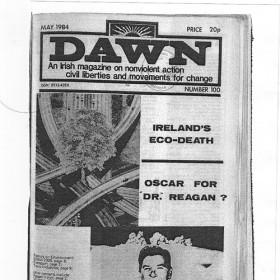 MAY 1984 PRICE 20p
DAWN
An Irish magazine on nonviolent action
civil liberties and movements for change
NUMBER 100
IRELAND'S
ECO-DEATH
OSCAR FOR
'DR.' REAGAN ?